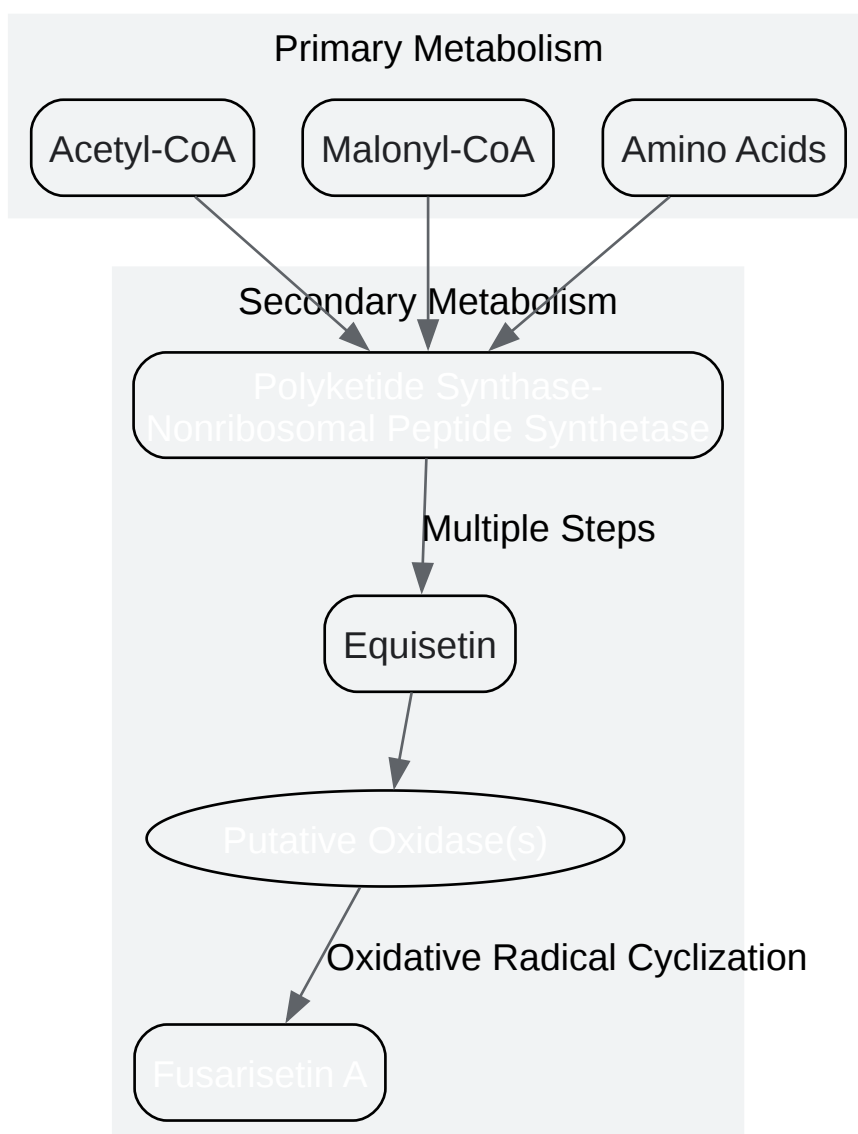 Primary Metabolism
Acetyl-CoA
Malonyl-CoA
Amino Acids
Secondary Metabolism
Polyketide Synthase-
Nonribosomal Peptide Synthetase
Multiple Steps
Equisetin
Putative Oxidase(s)
Oxidative Radical Cyclization
Fusarisetin A